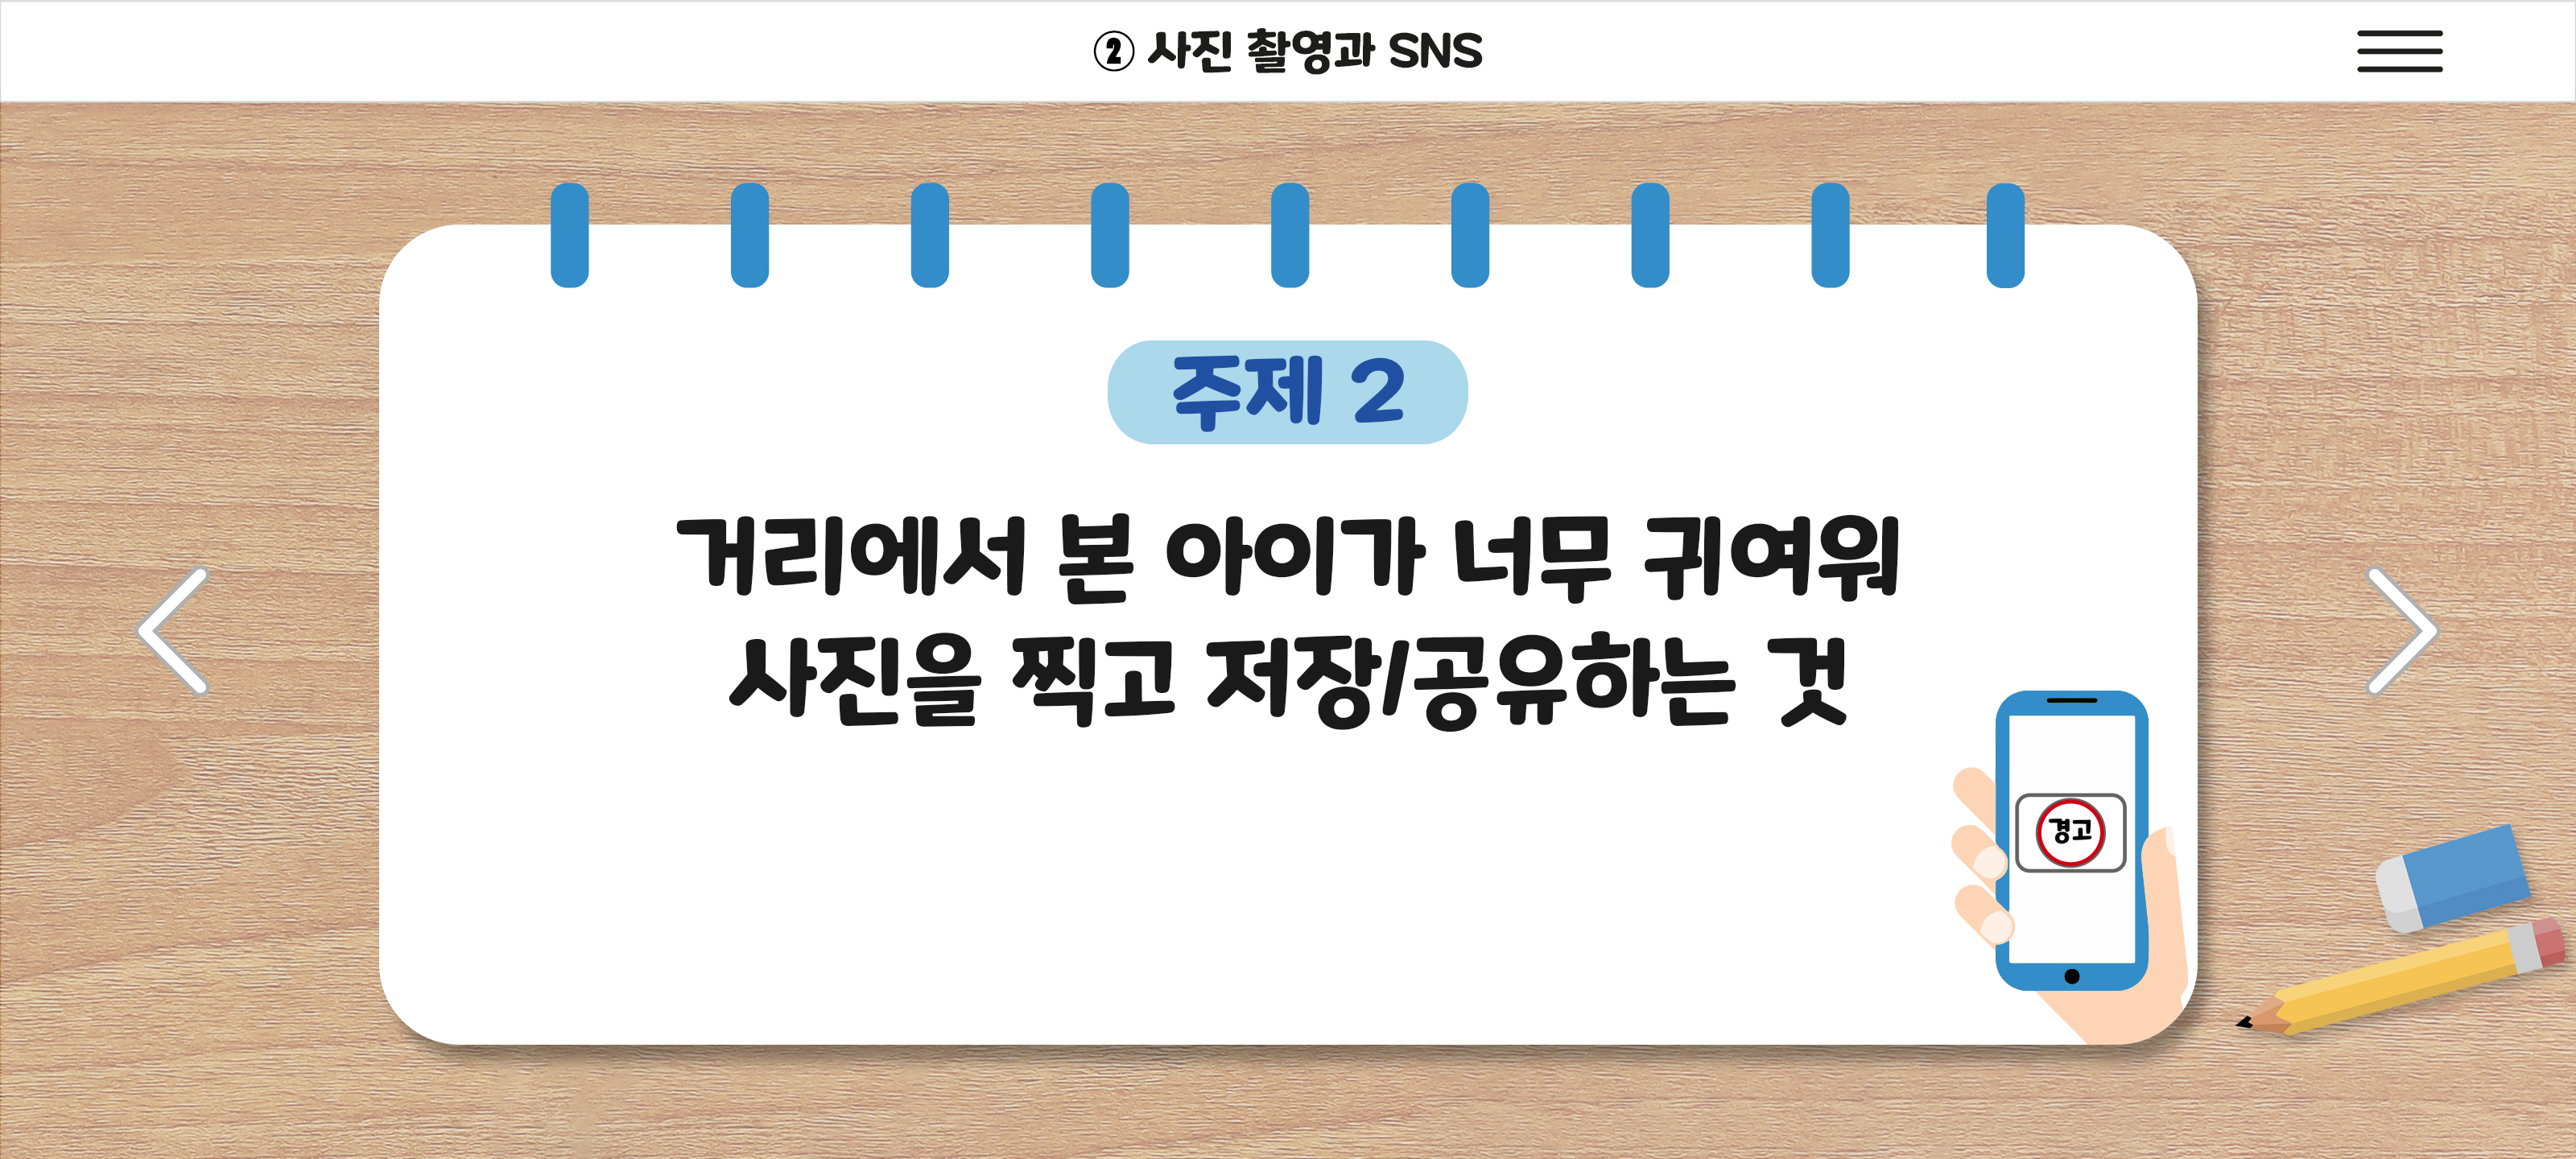 ② 사진 촬영과 SNS
주제 2
거리에서 본 아이가 너무 귀여워
사진을 찍고 저장/공유하는 것
경고